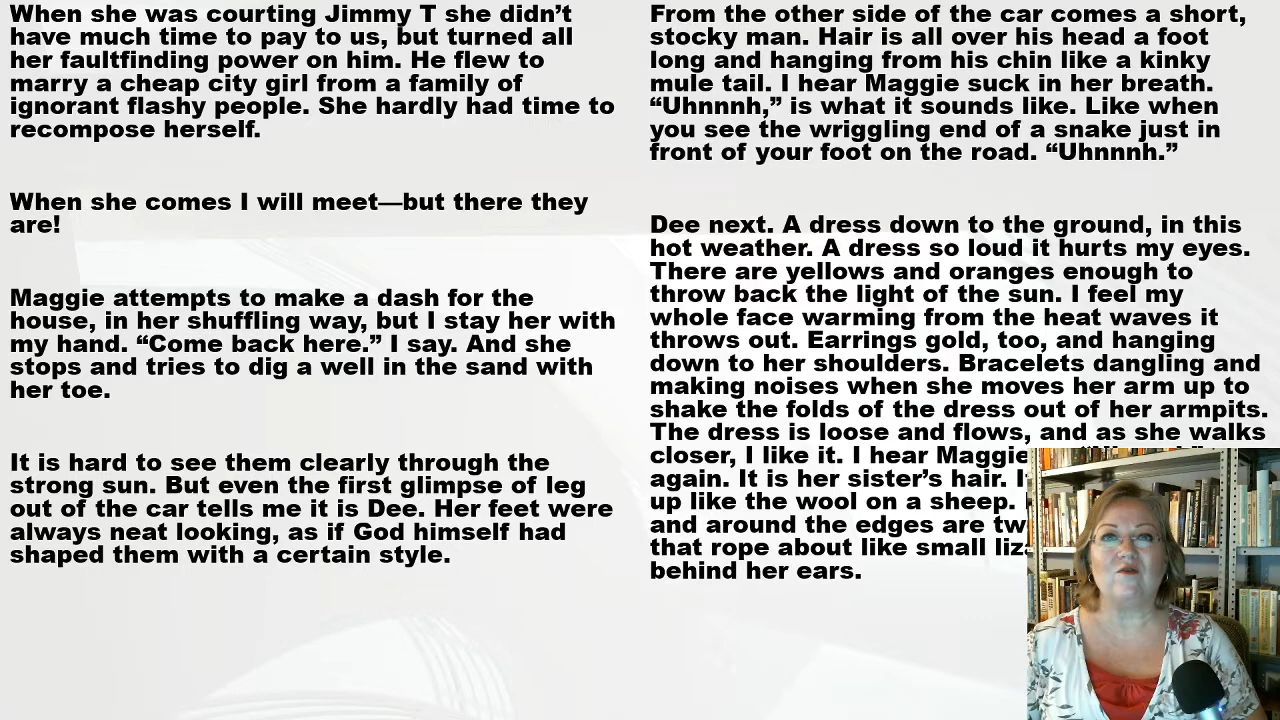 When she was courting Jimmy T she didn’t
have much time to pay to us, but turned all
her faultfinding power on him. He flew to
marry a cheap city girl from a family of
ignorant flashy people. She hardly had time to
recompose herself.
When she comes I will meet—but there they
are!
Maggie attempts to make a dash for the
house, in her shuffling way, but I stay her with
my hand. “Come back here.” I say. And she
stops and tries to dig a well in the sand with
her toe.
It is hard to see them clearly through the
strong sun. But even the first glimpse of leg
out of the car tells me it is Dee. Her feet were
always neat looking, as if God himself had
shaped them with a certain style.
From the other side of the car comes a short,
stocky man. Hair is all over his head a foot
long and hanging from his chin like a kinky
mule tail. I hear Maggie suck in her breath.
“Uhnnnh,” is what it sounds like. Like when
you see the wriggling end of a snake just in
front of your foot on the road. “Uhnnnh.”
Dee next. A dress down to the ground, in this
hot weather. A dress so loud it hurts my eyes.
There are yellows and oranges enough to
throw back the light of the sun. I feel my
whole face warming from the heat waves it
throws out. Earrings gold, too, and hanging
down to her shoulders. Bracelets dangling and
making noises when she moves her arm up to
shake the folds of the dress out of her armpits.
The dress is loose and flows, and as she walks
closer, I like it. I hear Maggie
again. It is her sister’s hair.
up like the wool on a sheep.
and around the edges are
that rope about like small
behind her ears.